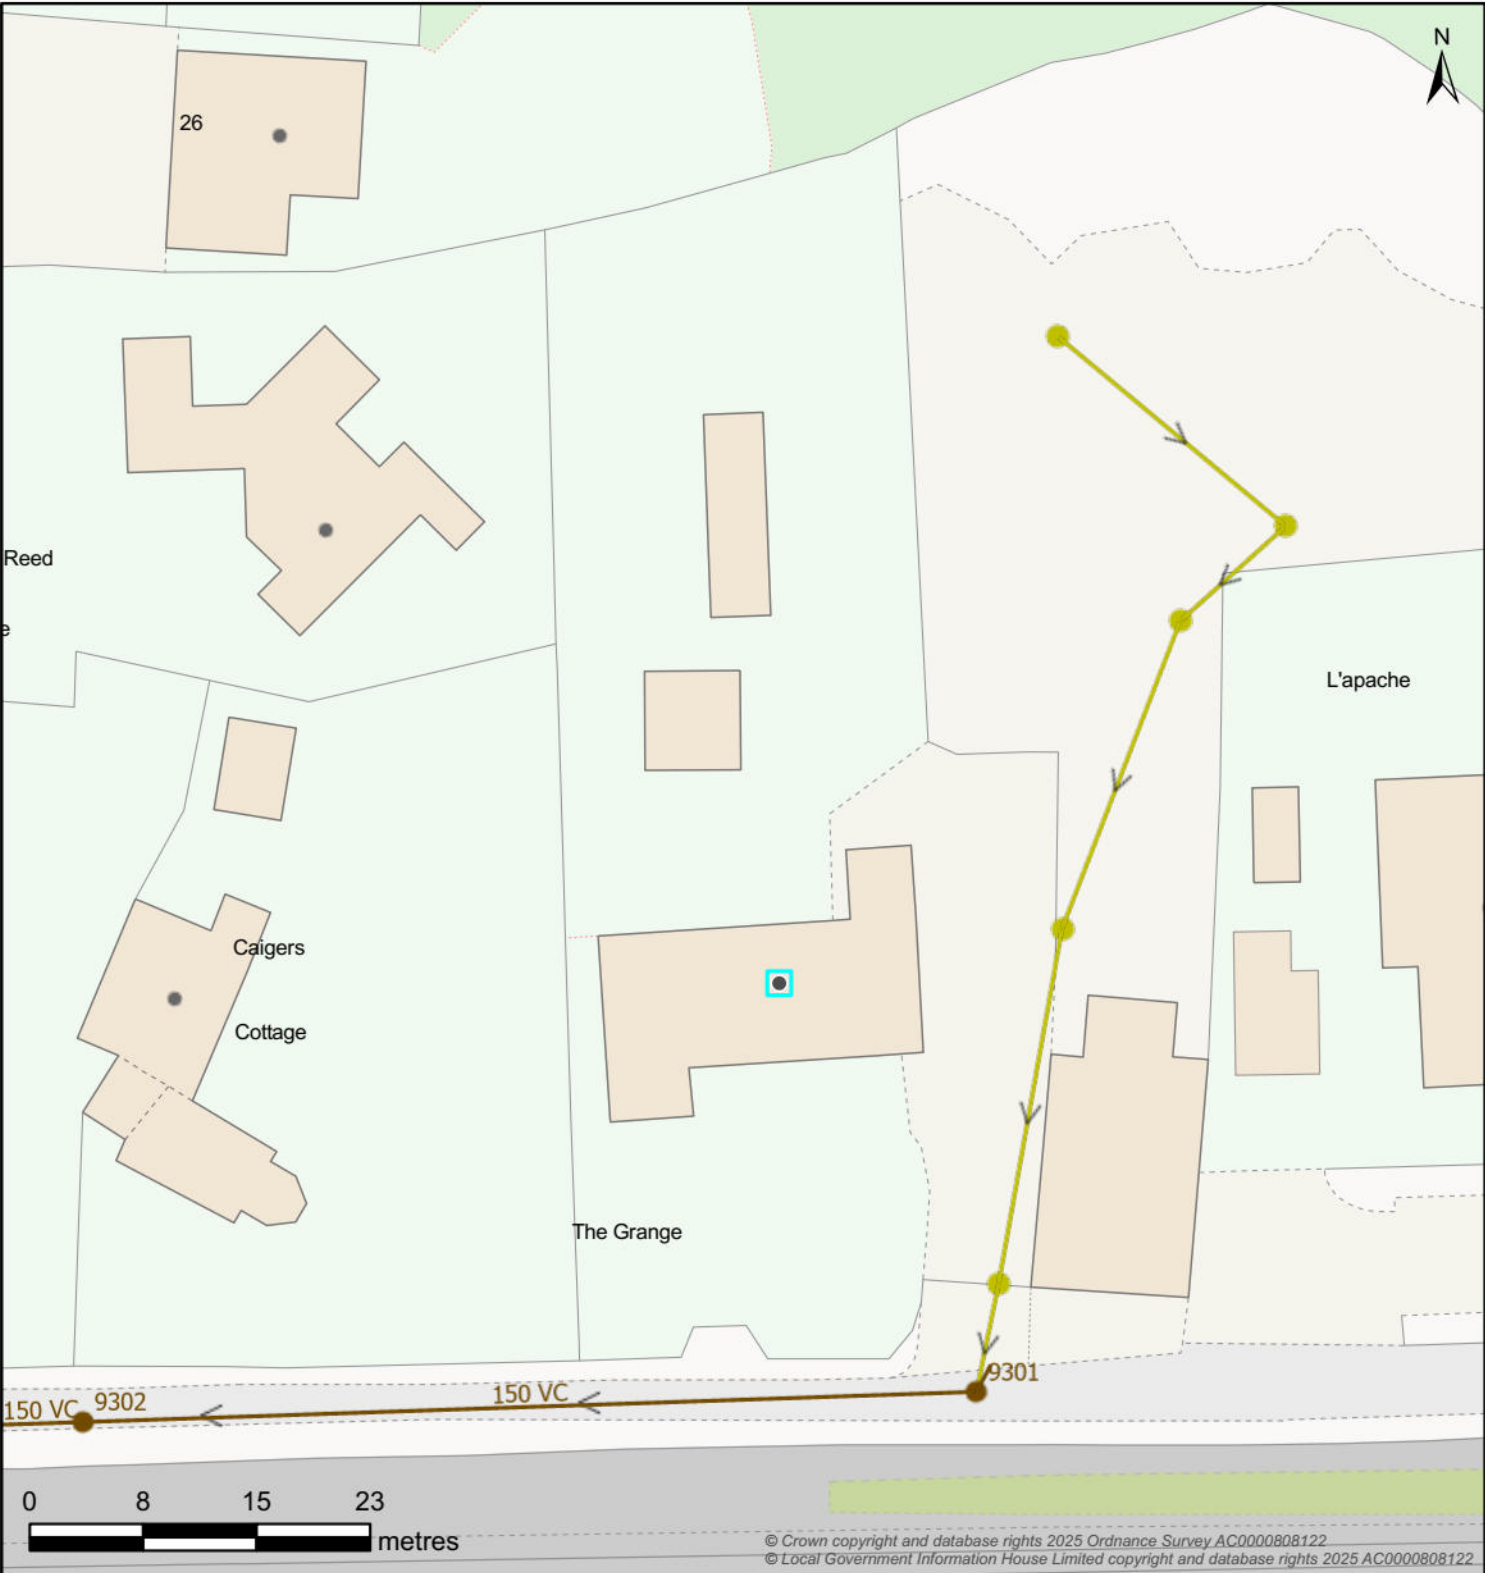 N
26
Reed
e
L'apache
Caigers
Cottage
The Grange
9301
150 VC
9302
150 VC
0 8 15 23
metres
© Crown copyright and database rights 2025 Ordnance Survey AC0000808122
© Local Government Information House Limited copyright and database rights 2025 AC0000808122